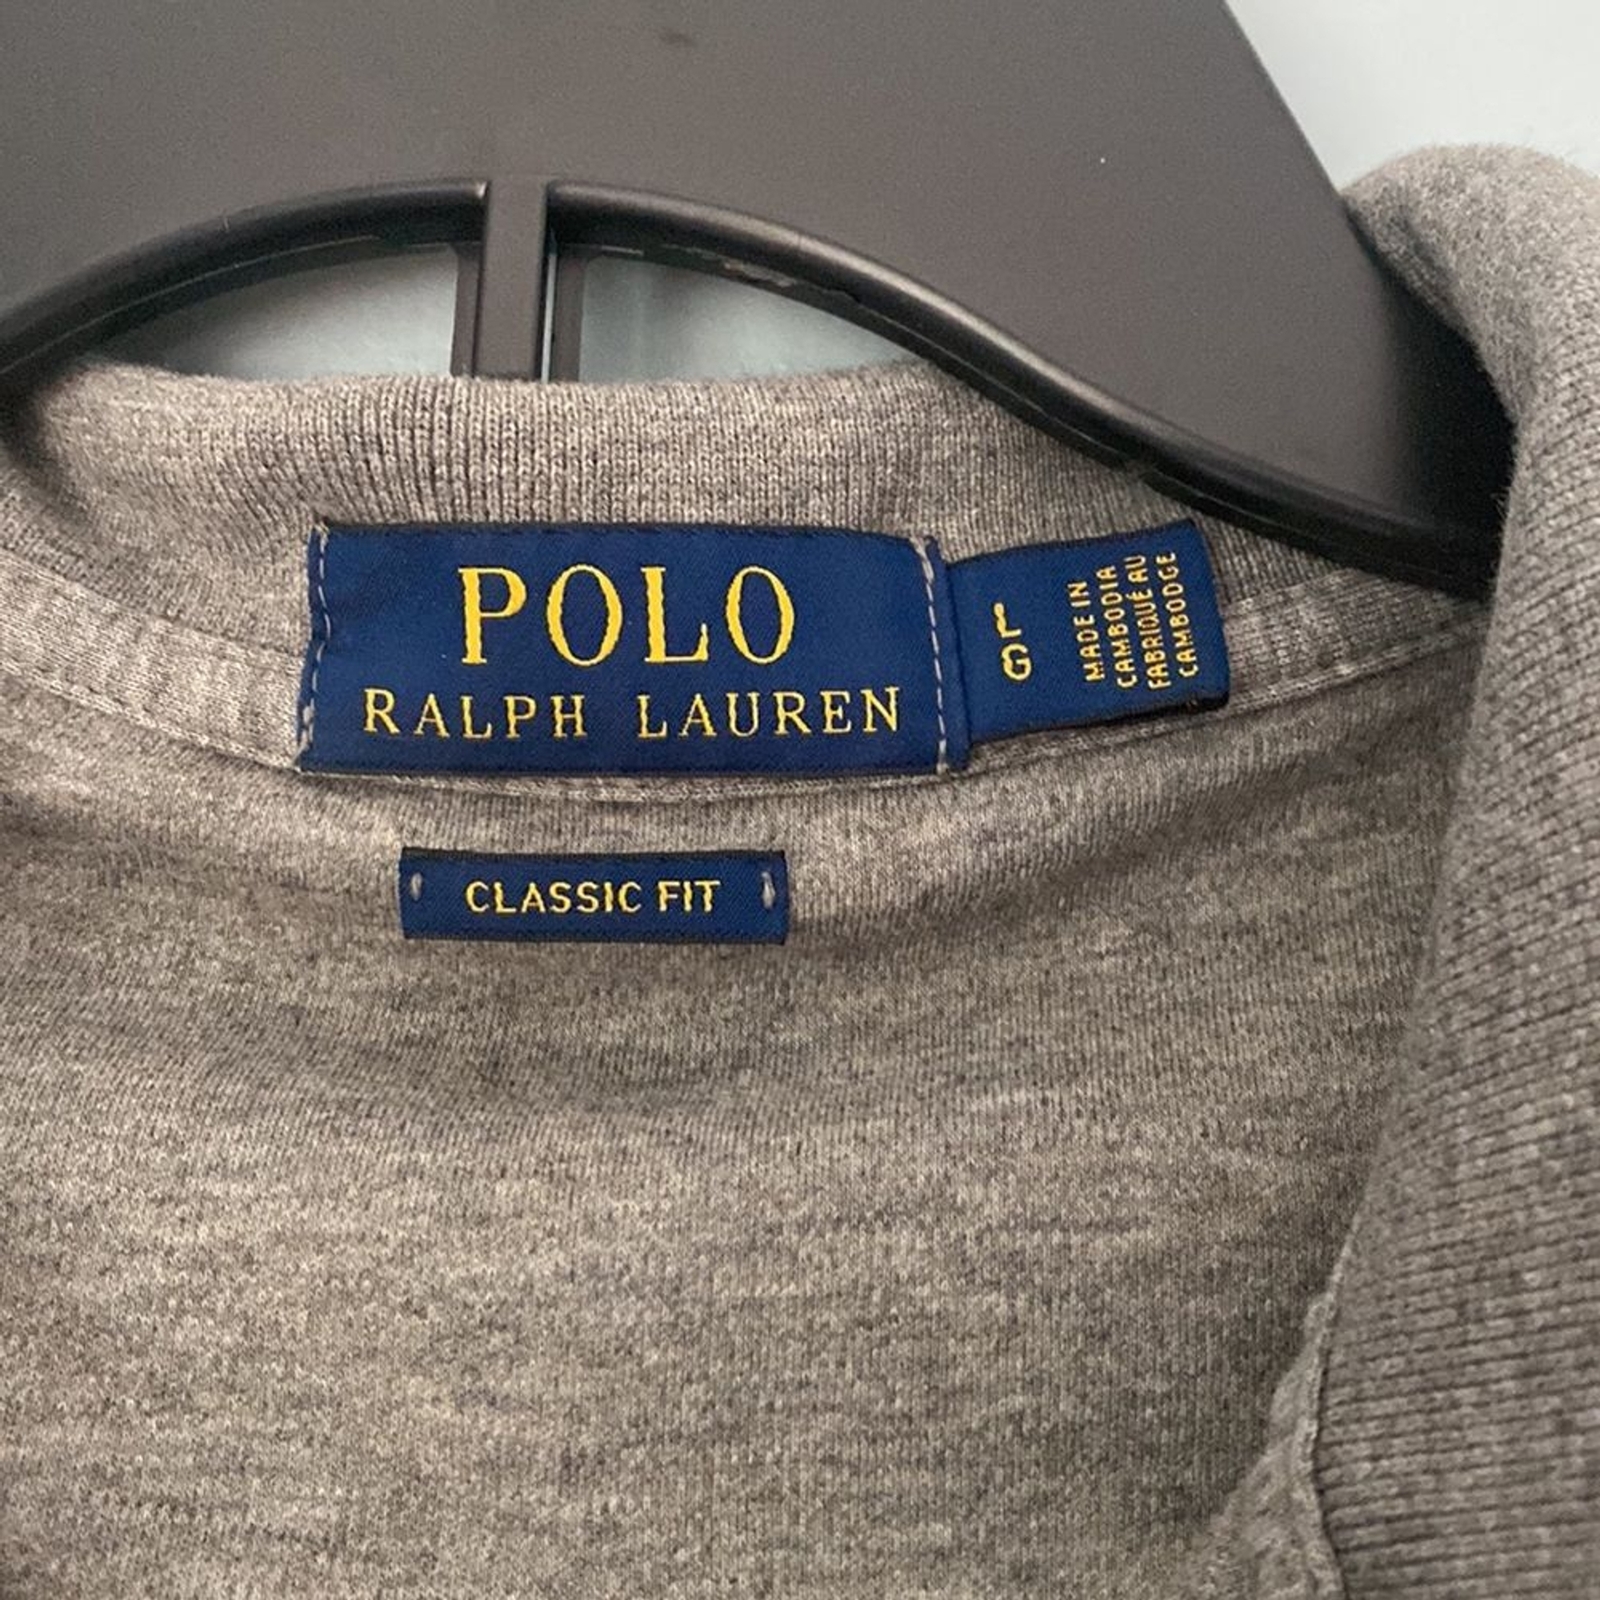 POLO
RALPH LAUREN
L
G
MADE IN
CAMBODIA
FABRIQUÉ AU
CAMBODGE
CLASSIC FIT